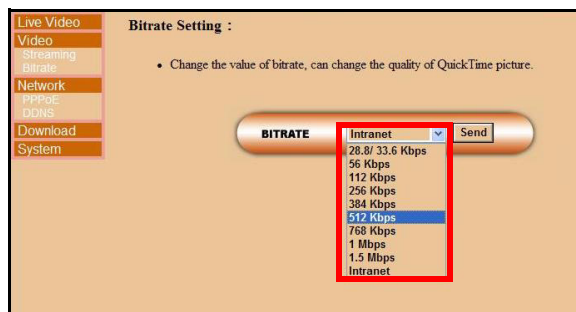 Live Video
Video
Streaming
Bitrate
Network
PPPoE
DDNS
Download
System
Bitrate Setting :
• Change the value of bitrate, can change the quality of QuickTime picture.
BITRATE Intranet Send
28.8/ 33.6 Kbps
56 Kbps
112 Kbps
256 Kbps
384 Kbps
512 Kbps
768 Kbps
1 Mbps
1.5 Mbps
Intranet